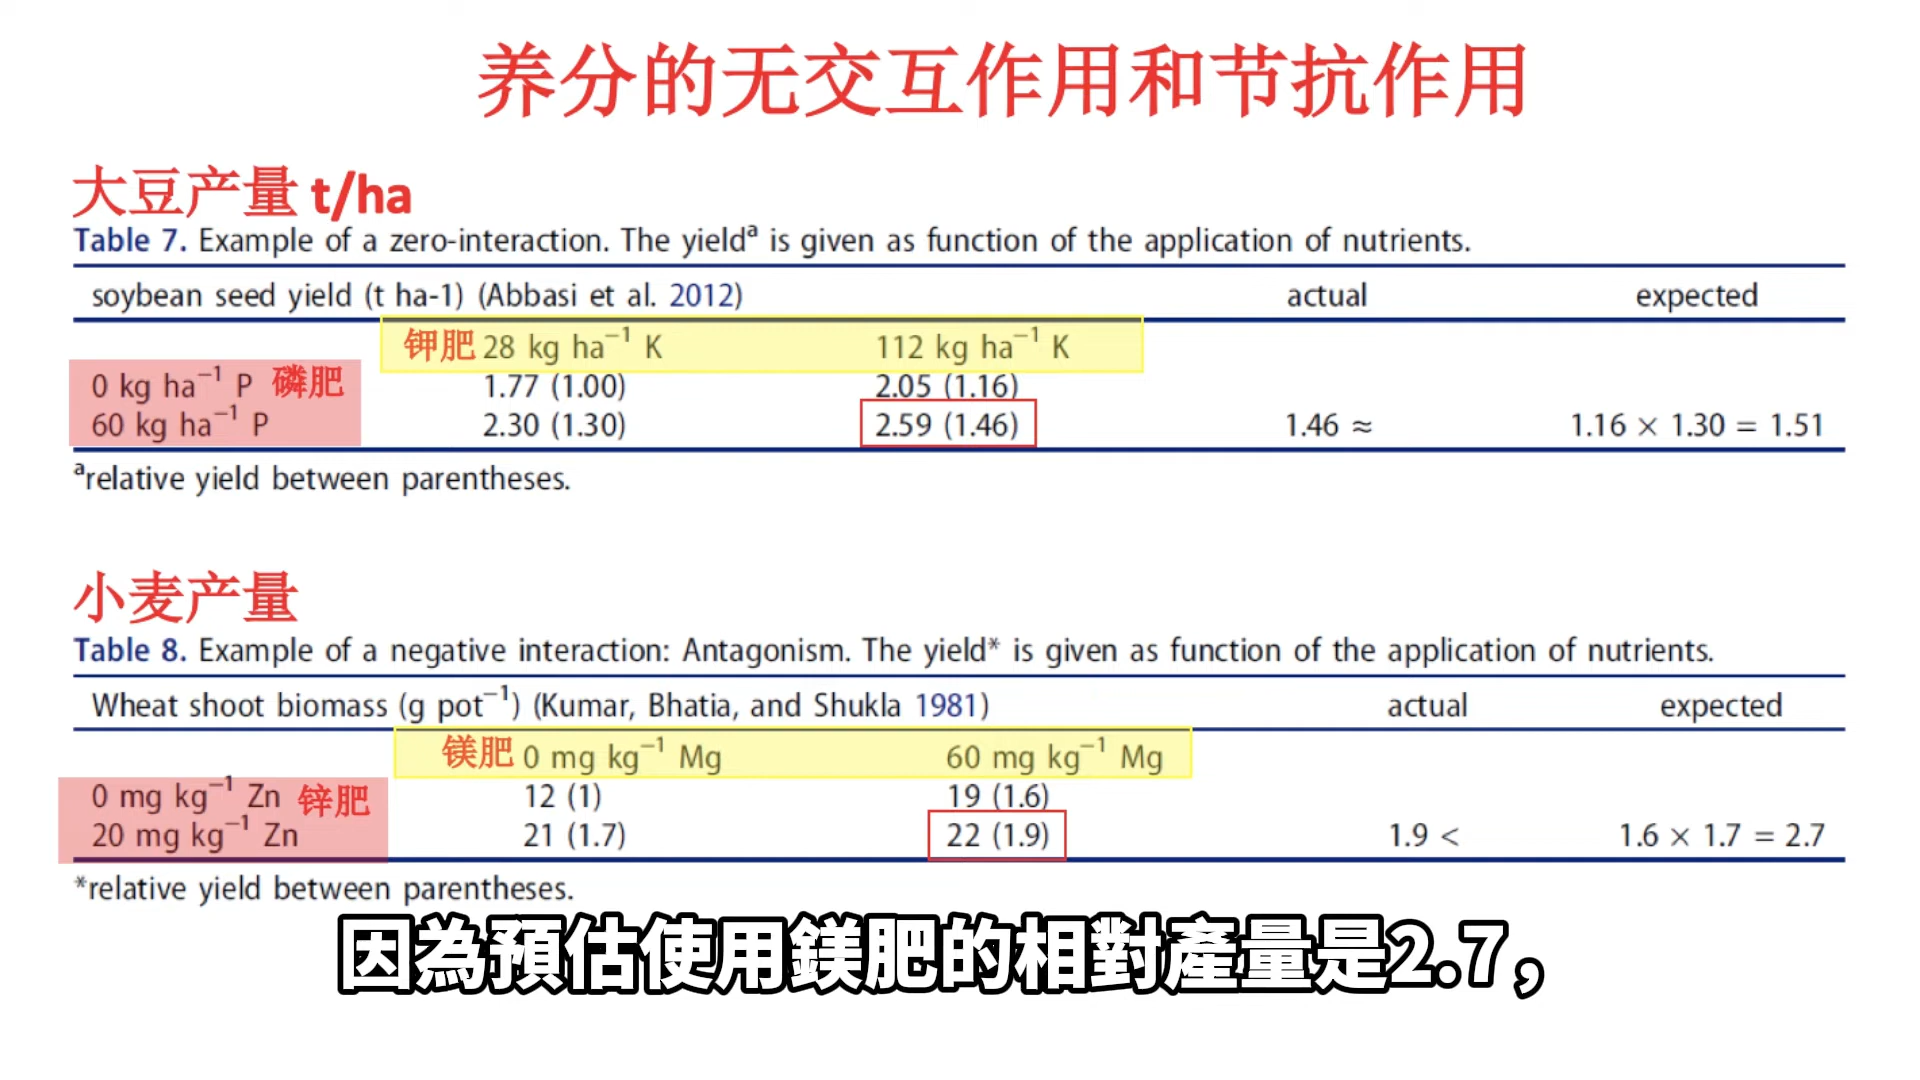 养分的无交互作用和节抗作用
大豆产量 t/ha
Table 7. Example of a zero-interaction. The yieldᵃ is given as function of the application of nutrients.
soybean seed yield (t ha-1) (Abbasi et al. 2012) actual expected
钾肥 28 kg ha⁻¹ K 112 kg ha⁻¹ K
0 kg ha⁻¹ P 磷肥 1.77 (1.00) 2.05 (1.16)
60 kg ha⁻¹ P 2.30 (1.30) 2.59 (1.46) 1.46 ≈ 1.16 × 1.30 = 1.51
ᵃrelative yield between parentheses.
小麦产量
Table 8. Example of a negative interaction: Antagonism. The yield* is given as function of the application of nutrients.
Wheat shoot biomass (g pot⁻¹) (Kumar, Bhatia, and Shukla 1981) actual expected
镁肥 0 mg kg⁻¹ Mg 60 mg kg⁻¹ Mg
0 mg kg⁻¹ Zn 锌肥 12 (1) 19 (1.6)
20 mg kg⁻¹ Zn 21 (1.7) 22 (1.9) 1.9 < 1.6 × 1.7 = 2.7
*relative yield between parentheses.
因為預估使用鎂肥的相對產量是2.7,